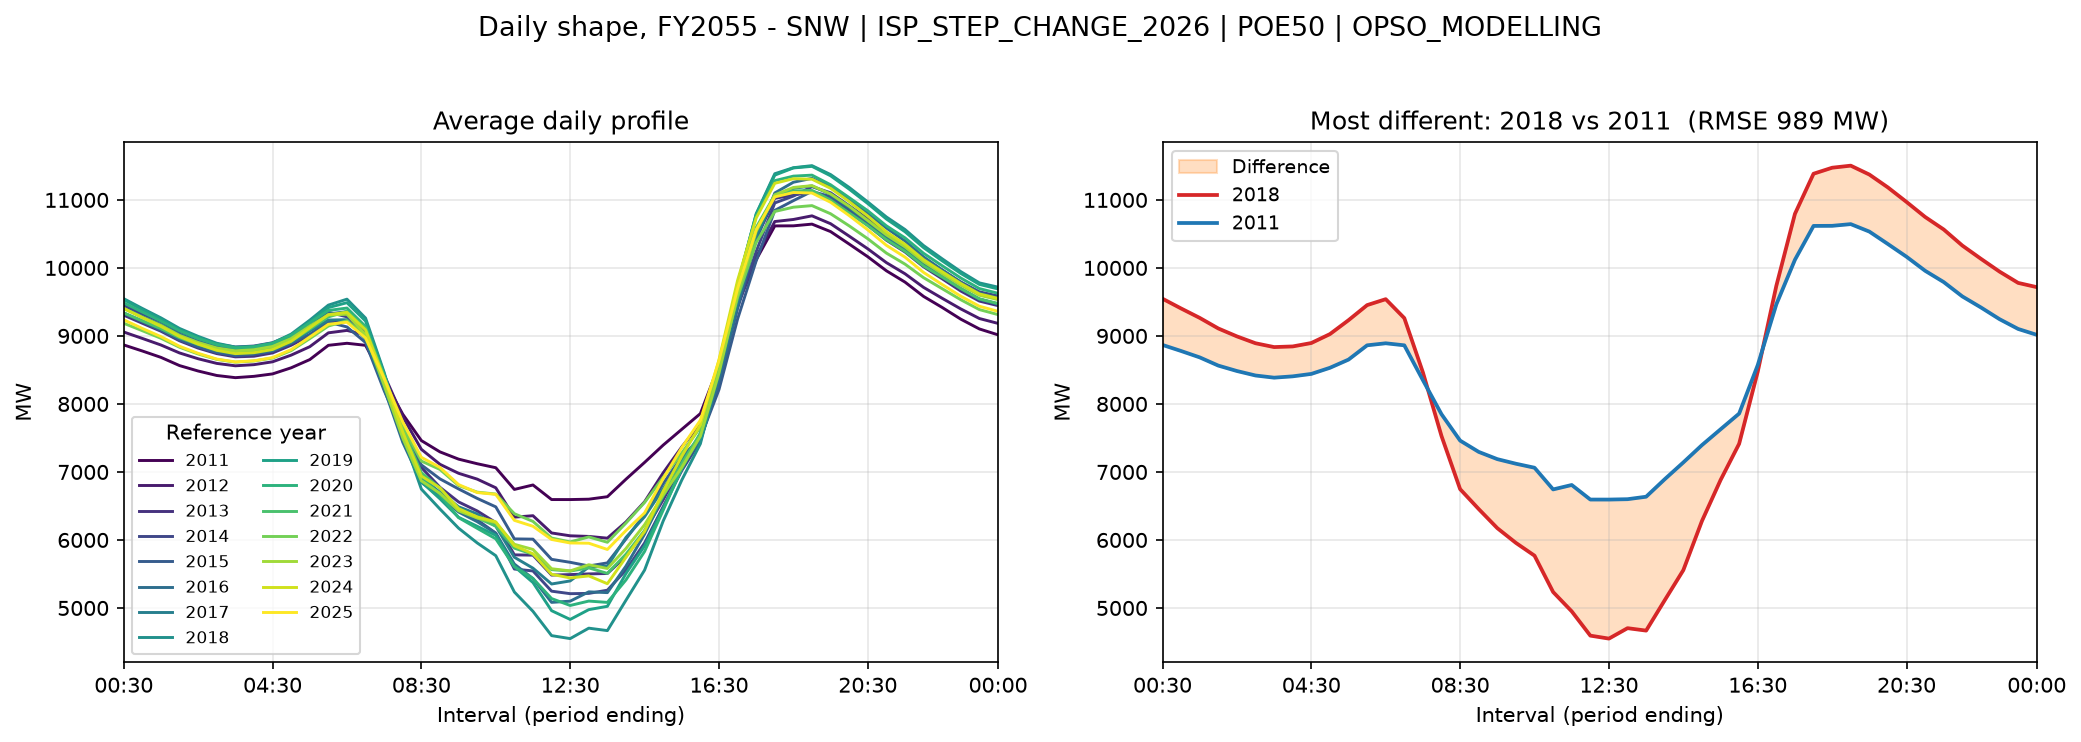 Daily shape, FY2055 - SNW | ISP_STEP_CHANGE_2026 | POE50 | OPSO_MODELLING
Average daily profile
MW
11000
10000
9000
8000
7000
6000
5000
Reference year
2011
2012
2013
2014
2015
2016
2017
2018
2019
2020
2021
2022
2023
2024
2025
00:30 04:30 08:30 12:30 16:30 20:30 00:00
Interval (period ending)
Most different: 2018 vs 2011 (RMSE 989 MW)
MW
11000
10000
9000
8000
7000
6000
5000
Difference
2018
2011
00:30 04:30 08:30 12:30 16:30 20:30 00:00
Interval (period ending)